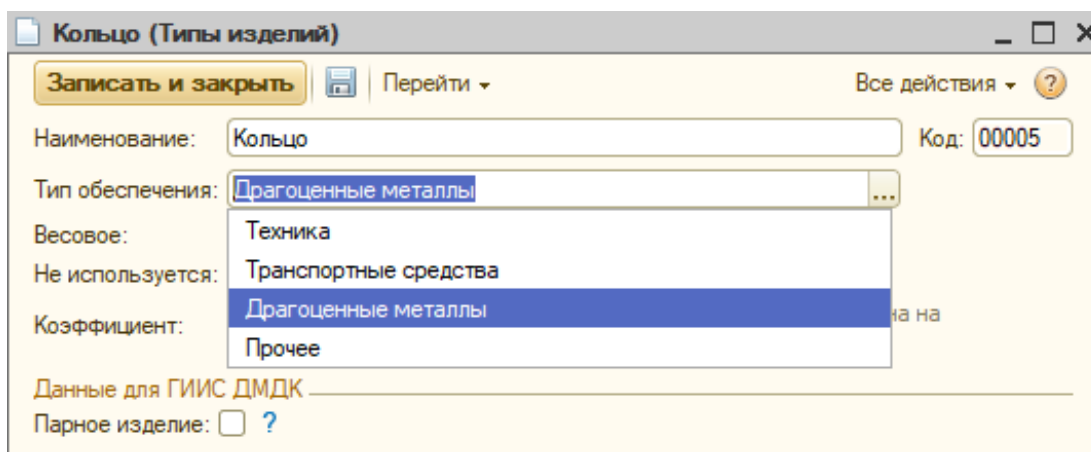 Кольцо (Типы изделий)
Записать и закрыть Перейти Все действия ?
Наименование: Кольцо Код: 00005
Тип обеспечения: Драгоценные металлы ...
Весовое: Техника
Не используется: Транспортные средства
Драгоценные металлы
Коэффициент: на на
Прочее
Данные для ГИИС ДМДК
Парное изделие: ?